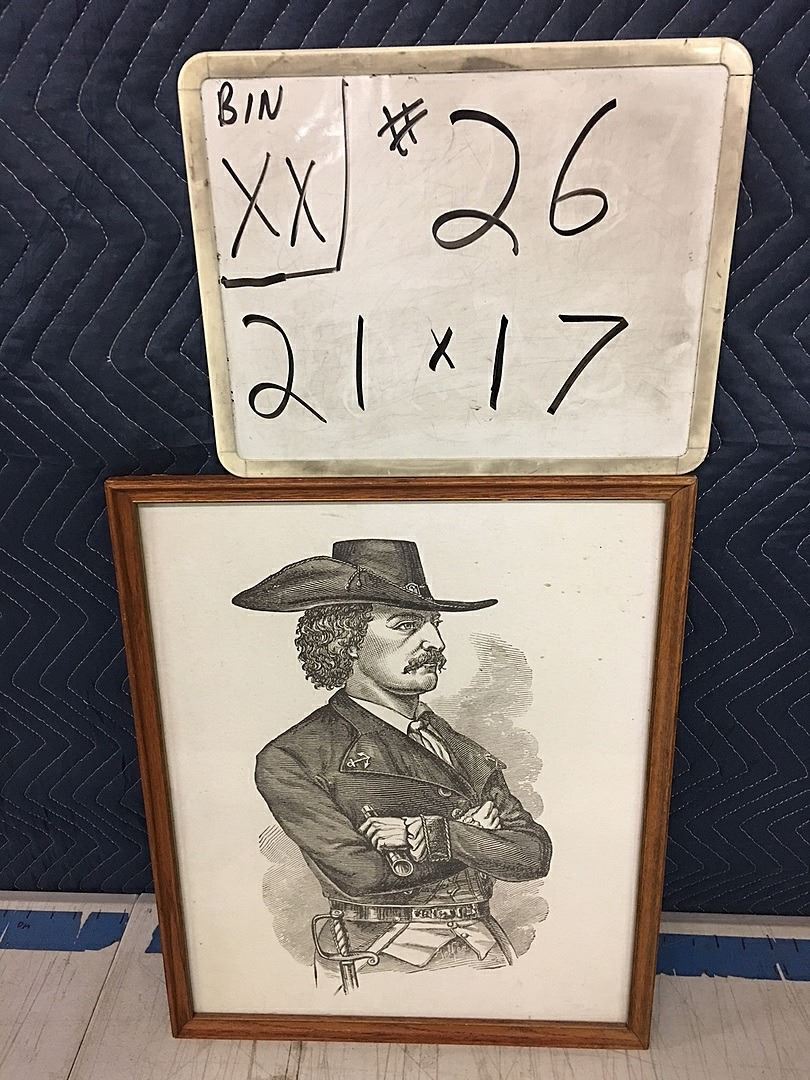 BIN
XX
# 26
21 x 17